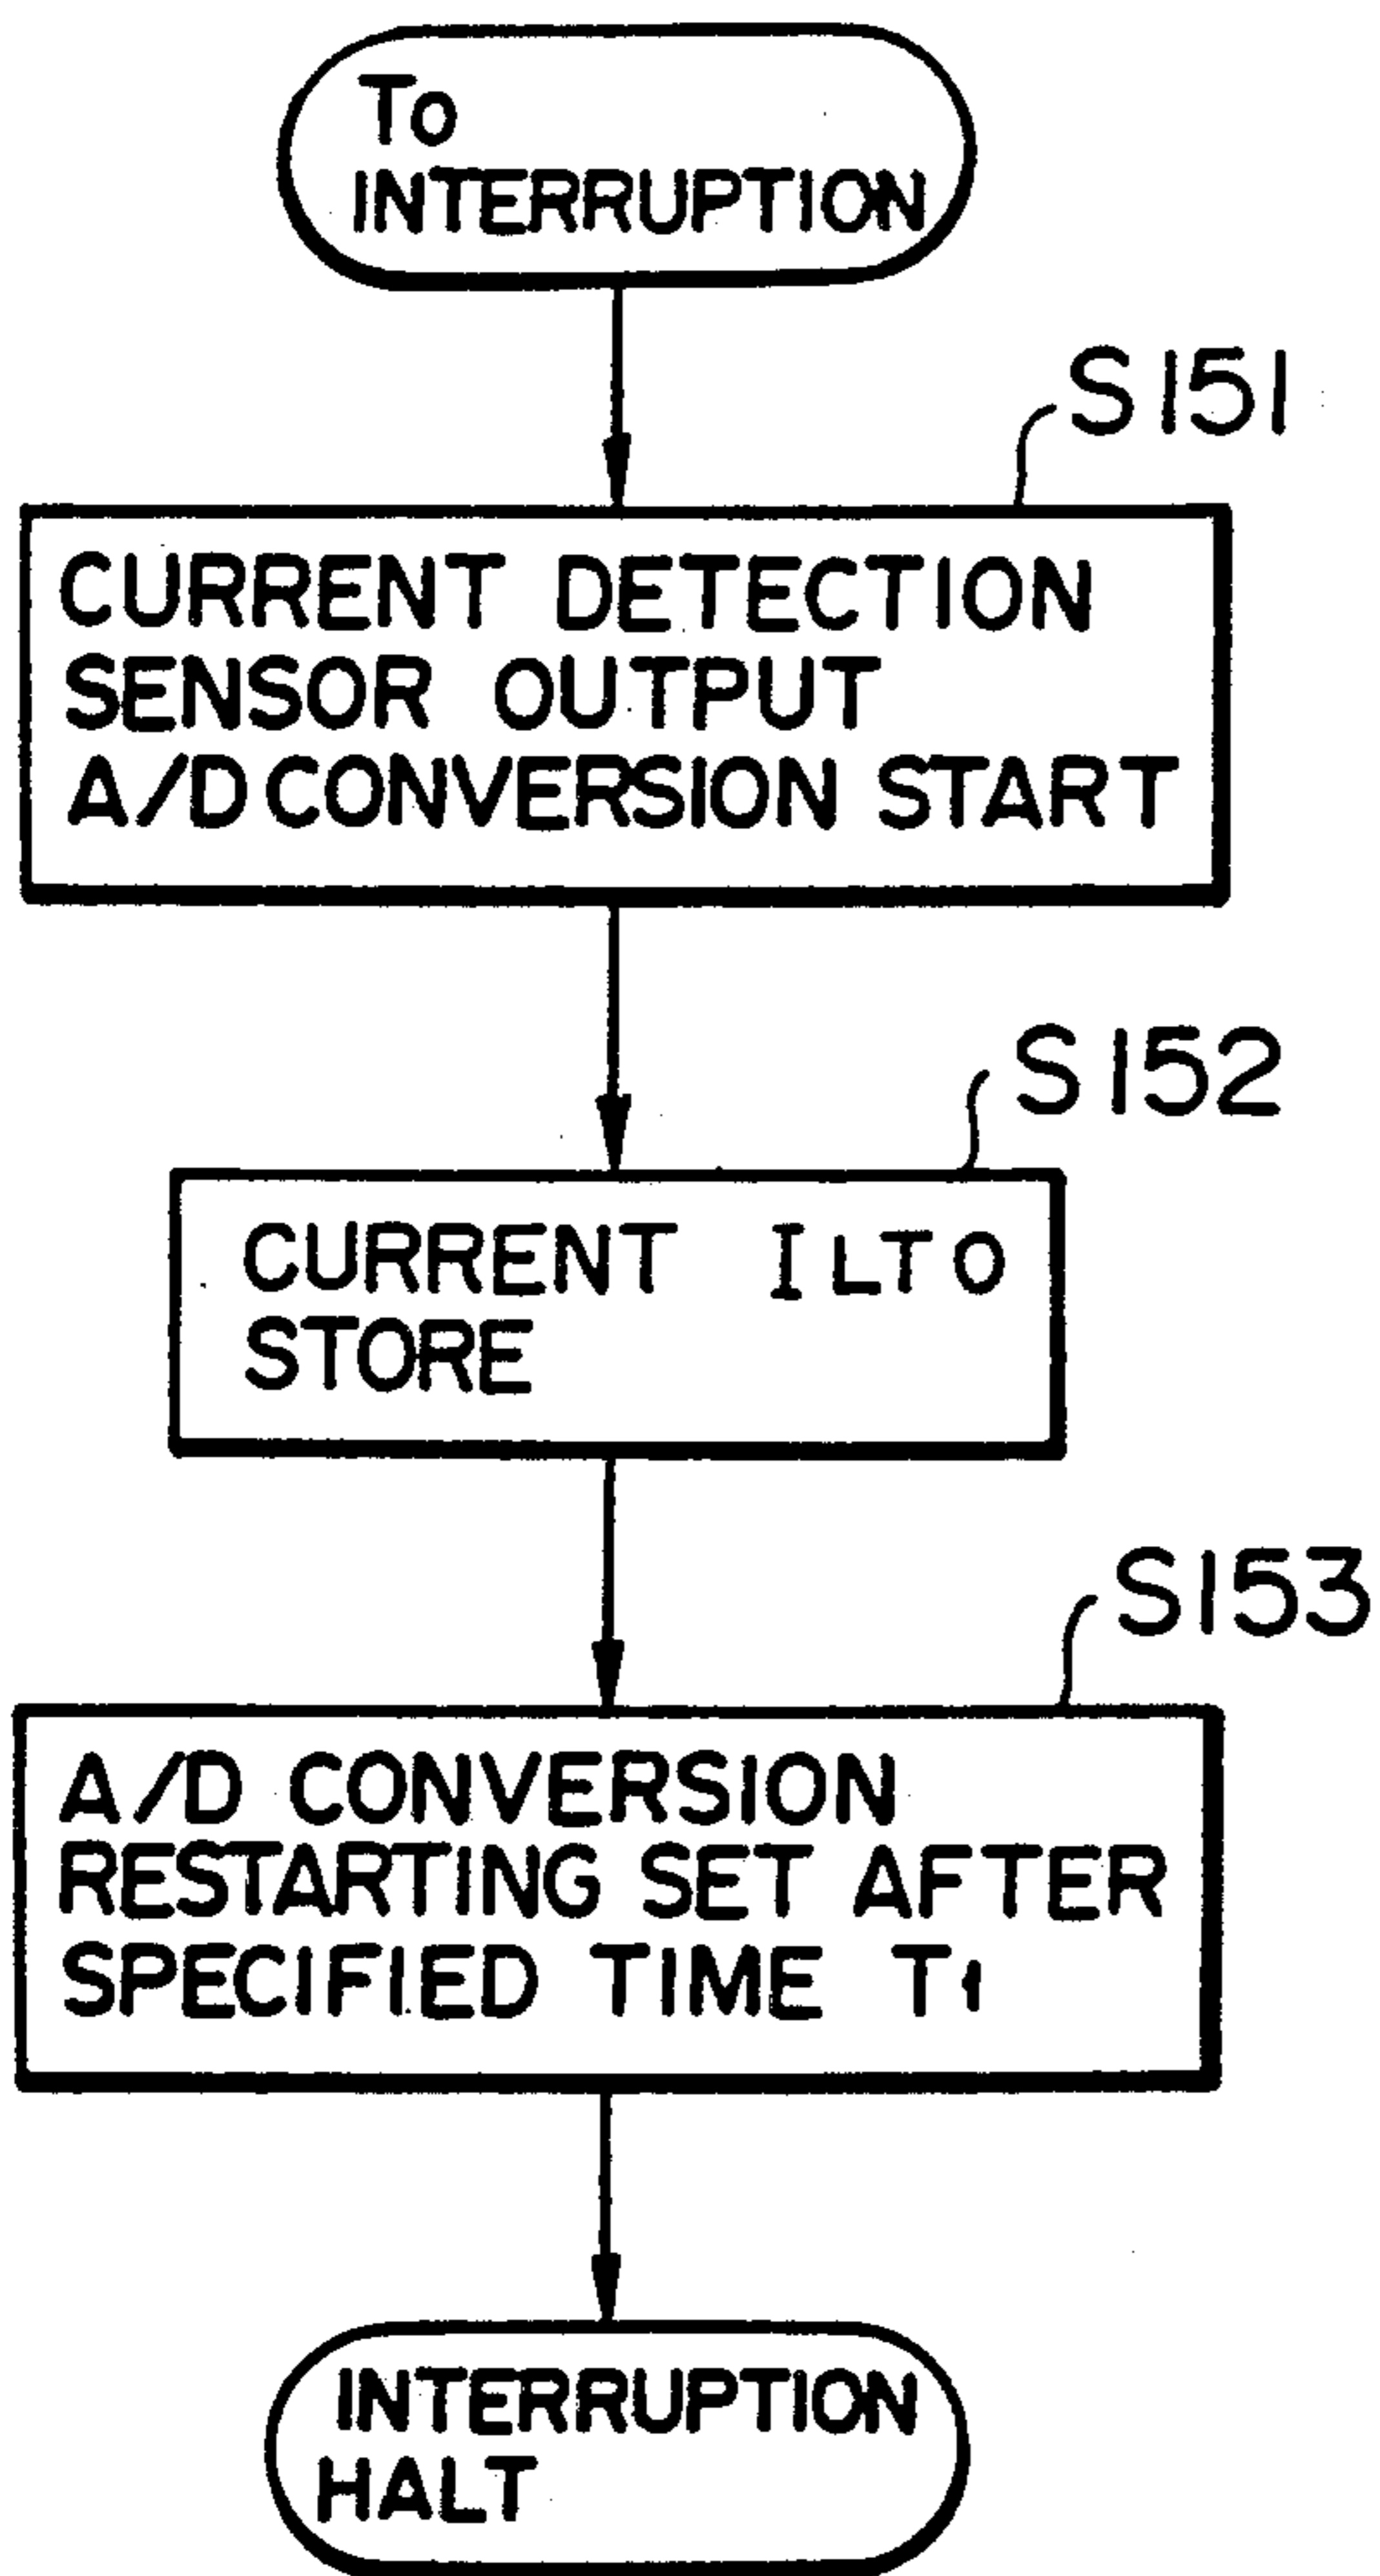 To
INTERRUPTION
S151
CURRENT DETECTION
SENSOR OUTPUT
A/D CONVERSION START
S152
CURRENT ILTO
STORE
S153
A/D CONVERSION
RESTARTING SET AFTER
SPECIFIED TIME T1
INTERRUPTION
HALT